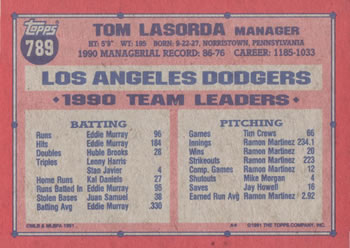 Topps
789
TOM LASORDA MANAGER
HT: 5'9" WT: 195 BORN: 9-22-27, NORRISTOWN, PENNSYLVANIA
1990 MANAGERIAL RECORD: 86-76 CAREER: 1185-1033
LOS ANGELES DODGERS
• 1990 TEAM LEADERS •
BATTING
Runs Eddie Murray 96
Hits Eddie Murray 184
Doubles Hubie Brooks 28
Triples Lenny Harris
Stan Javier 4
Home Runs Kal Daniels 27
Runs Batted In Eddie Murray 95
Stolen Bases Juan Samuel 38
Batting Avg Eddie Murray .330
PITCHING
Games Tim Crews 66
Innings Ramon Martinez 234.1
Wins Ramon Martinez 20
Strikeouts Ramon Martinez 223
Comp. Games Ramon Martinez 12
Shutouts Mike Morgan 4
Saves Jay Howell 16
Earned Run Avg Ramon Martinez 2.92
©1991 THE TOPPS COMPANY, INC.